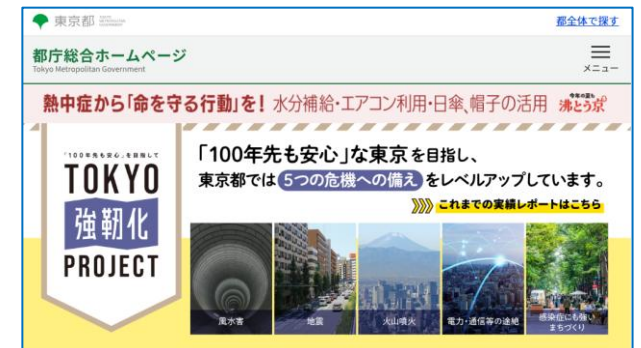 東京都
都全体で探す
都庁総合ホームページ
Tokyo Metropolitan Government
メニュー
熱中症から「命を守る行動」を! 水分補給・エアコン利用・日傘、帽子の活用
"100年先も安心"を目指して
TOKYO
強靭化
PROJECT
「100年先も安心」な東京を目指し、
東京都では 5つの危機への備え をレベルアップしています。
これまでの実績レポートはこちら
風水害
地震
火山噴火
電力・通信等の途絶
感染症にも強い
まちづくり